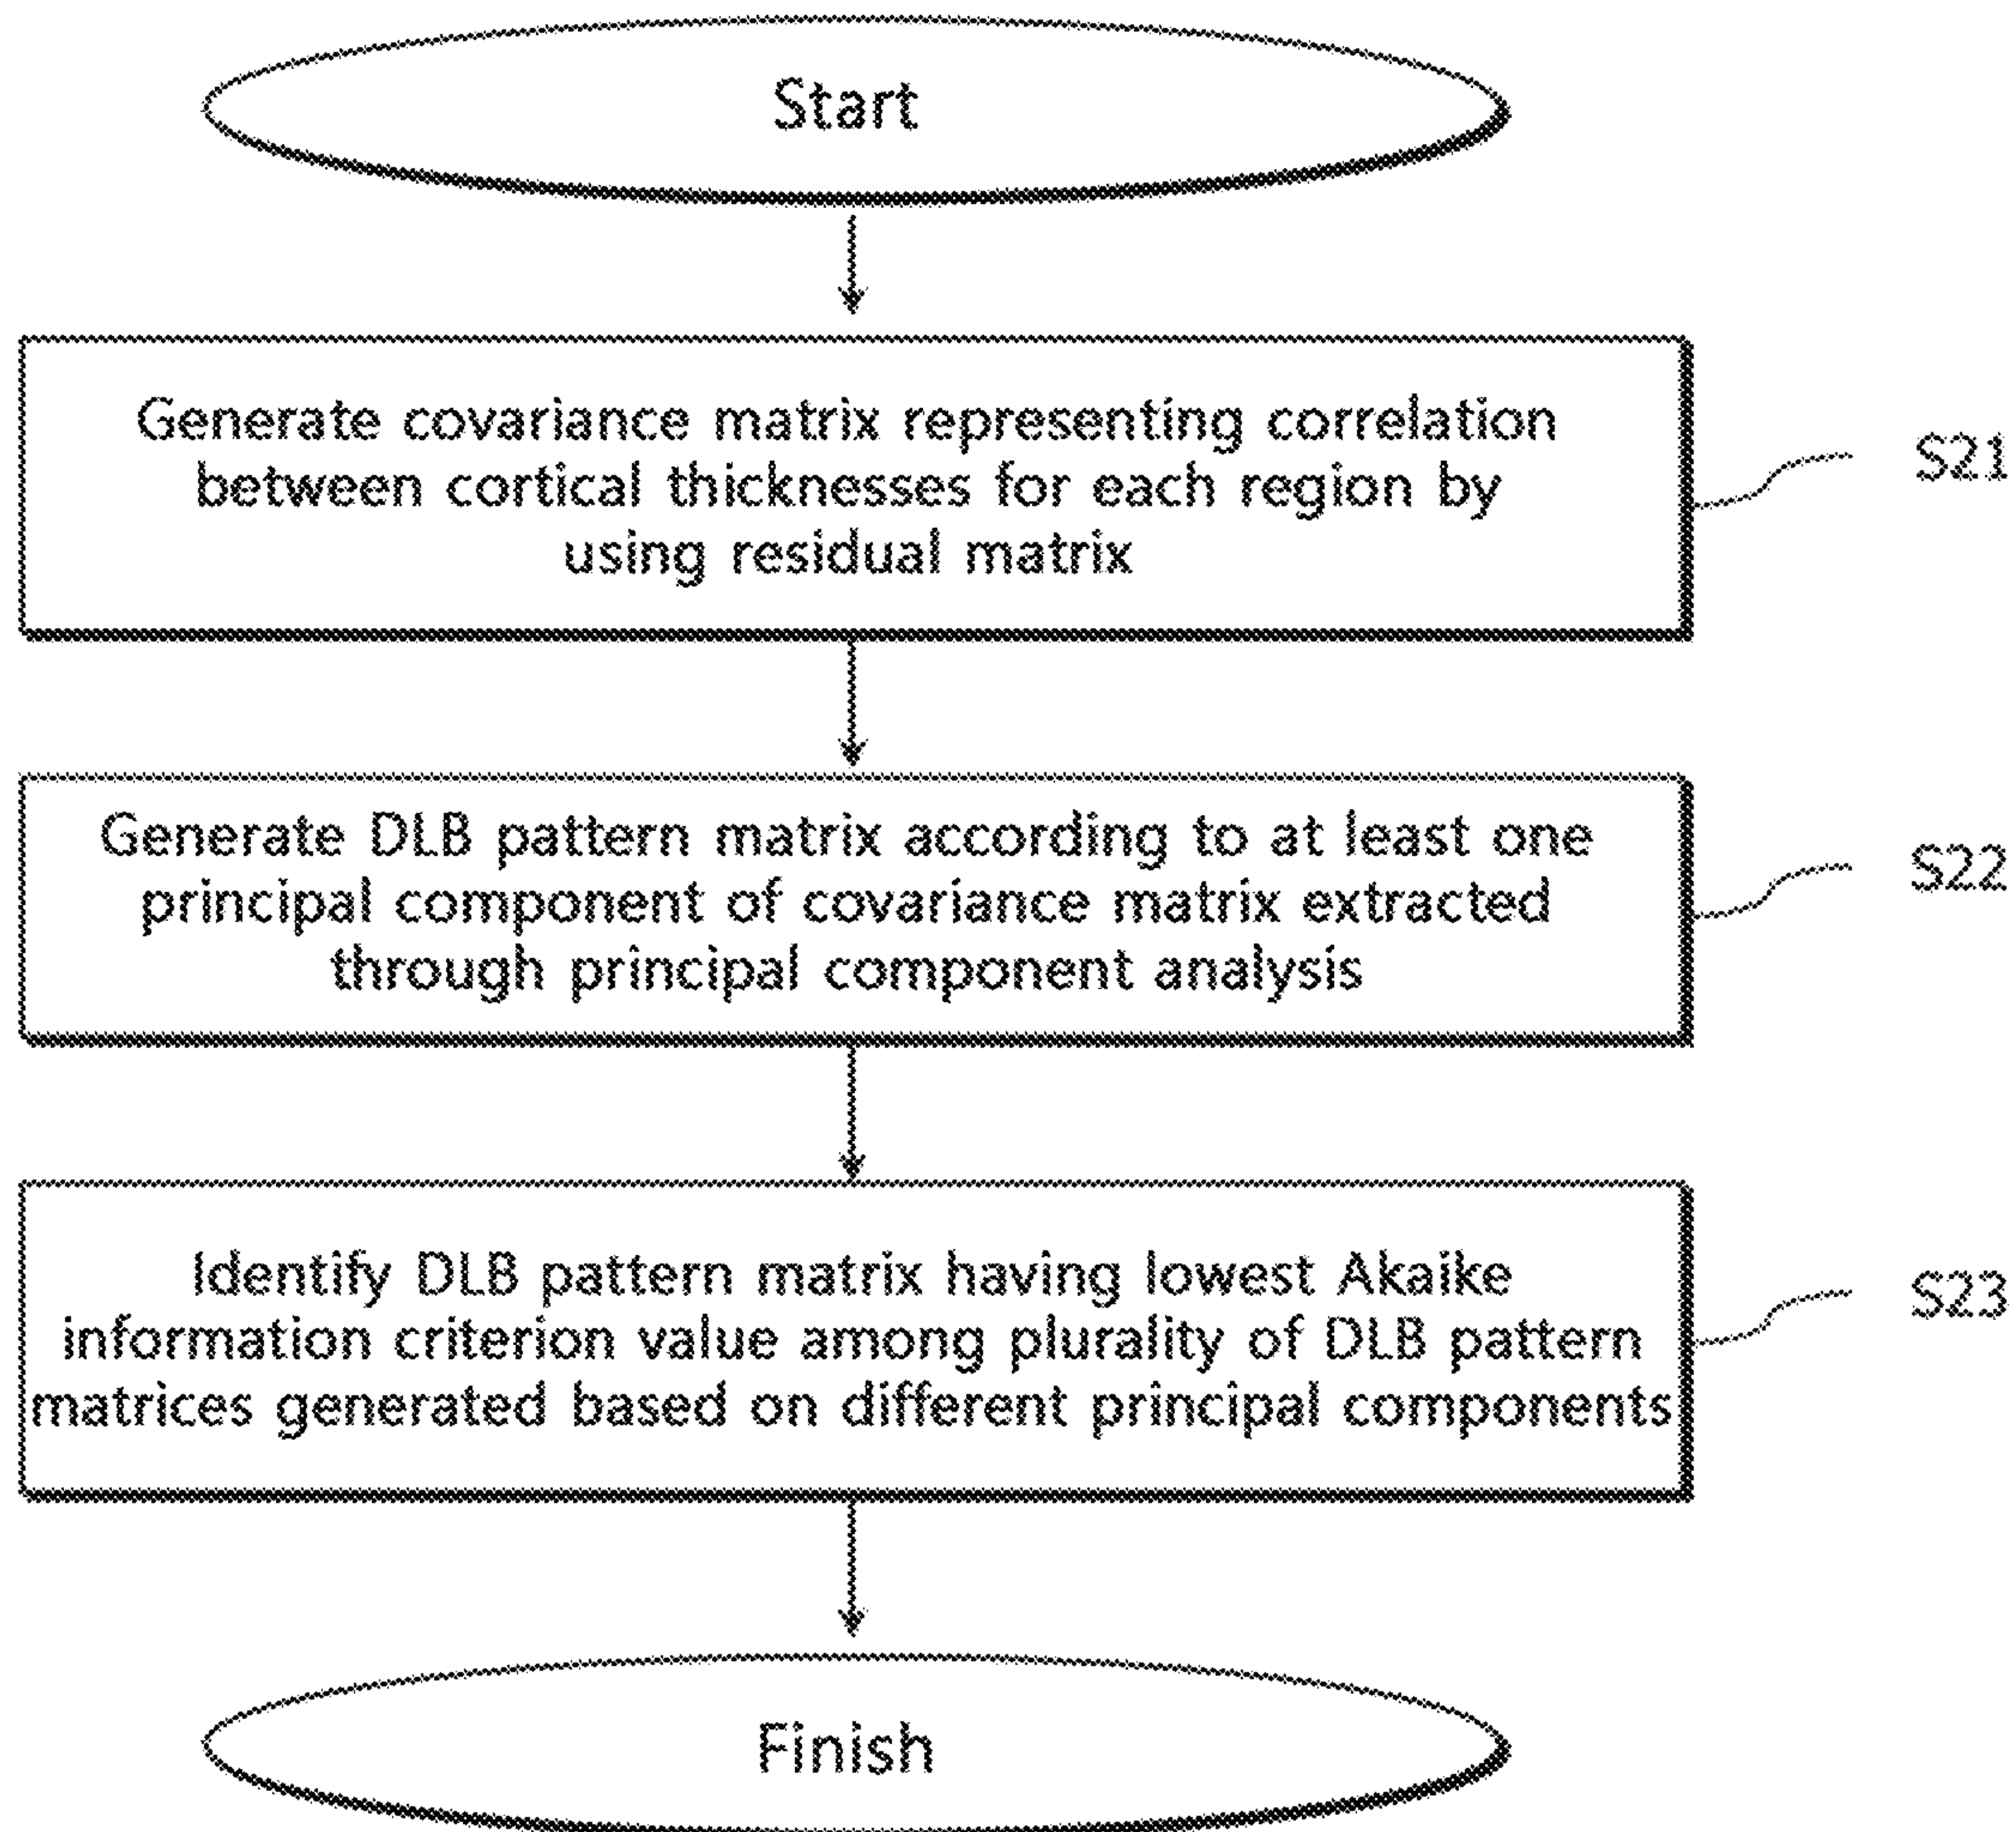 Start
Generate covariance matrix representing correlation
between cortical thicknesses for each region by
using residual matrix
S21
Generate DLB pattern matrix according to at least one
principal component of covariance matrix extracted
through principal component analysis
S22
Identify DLB pattern matrix having lowest Akaike
information criterion value among plurality of DLB pattern
matrices generated based on different principal components
S23
Finish